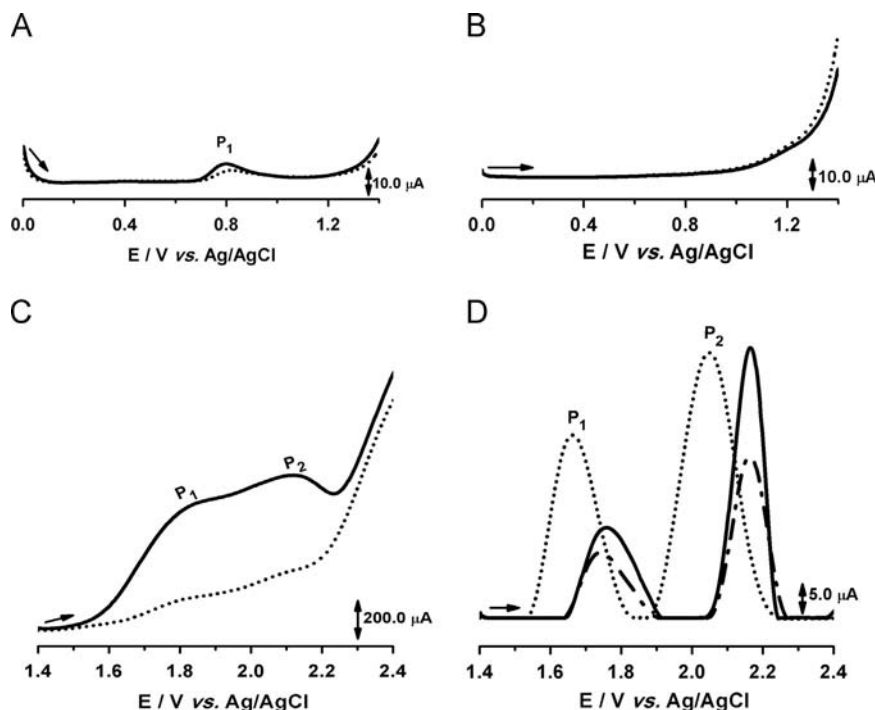 A
P1
10.0 μA
0.0 0.4 0.8 1.2
E / V vs. Ag/AgCl
B
10.0 μA
0.0 0.4 0.8 1.2
E / V vs. Ag/AgCl
C
P1
P2
200.0 μA
1.4 1.6 1.8 2.0 2.2 2.4
E / V vs. Ag/AgCl
D
P1
P2
5.0 μA
1.4 1.6 1.8 2.0 2.2 2.4
E / V vs. Ag/AgCl